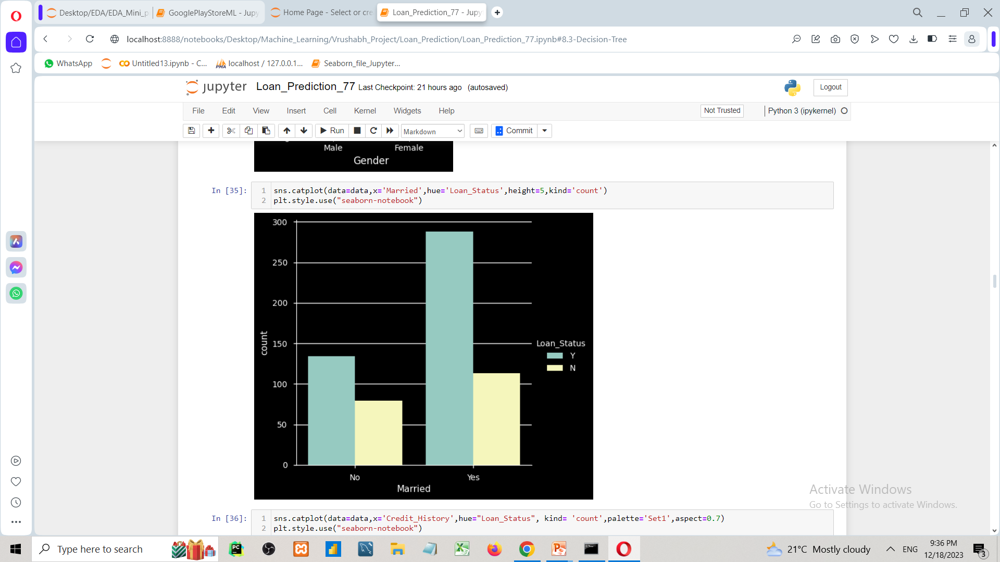 Desktop/EDA/EDA_Mini_p
GooglePlayStoreML - Jupy
Home Page - Select or cre
Loan_Prediction_77 - Jupy
localhost:8888/notebooks/Desktop/Machine_Learning/Vrushabh_Project/Loan_Prediction/Loan_Prediction_77.ipynb#8.3-Decision-Tree
WhatsApp
Untitled13.ipynb - C...
PMA
localhost / 127.0.0.1...
Seaborn_file_Jupyter...
jupyter Loan_Prediction_77 Last Checkpoint: 21 hours ago (autosaved)
Logout
File Edit View Insert Cell Kernel Widgets Help
Not Trusted
Python 3 (ipykernel)
Run
Markdown
Commit
Male Female
Gender
In [35]:
1 sns.catplot(data=data,x='Married',hue='Loan_Status',height=5,kind='count')
2 plt.style.use("seaborn-notebook")
300
250
200
150
100
50
0
count
No Yes
Married
Loan_Status
Y
N
In [36]:
1 sns.catplot(data=data,x='Credit_History',hue="Loan_Status", kind= 'count',palette='Set1',aspect=0.7)
2 plt.style.use("seaborn-notebook")
Activate Windows
Go to Settings to activate Windows.
Type here to search
PC
21°C Mostly cloudy
ENG
9:36 PM
12/18/2023
3